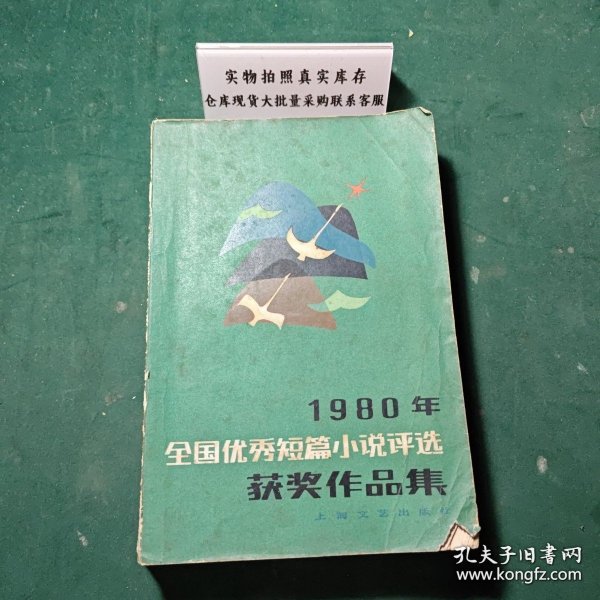 实物拍照真实库存
仓库现货大批量采购联系客服
1980年
全国优秀短篇小说评选
获奖作品集
上海文艺出版社
孔夫子旧书网
www.kongfz.com